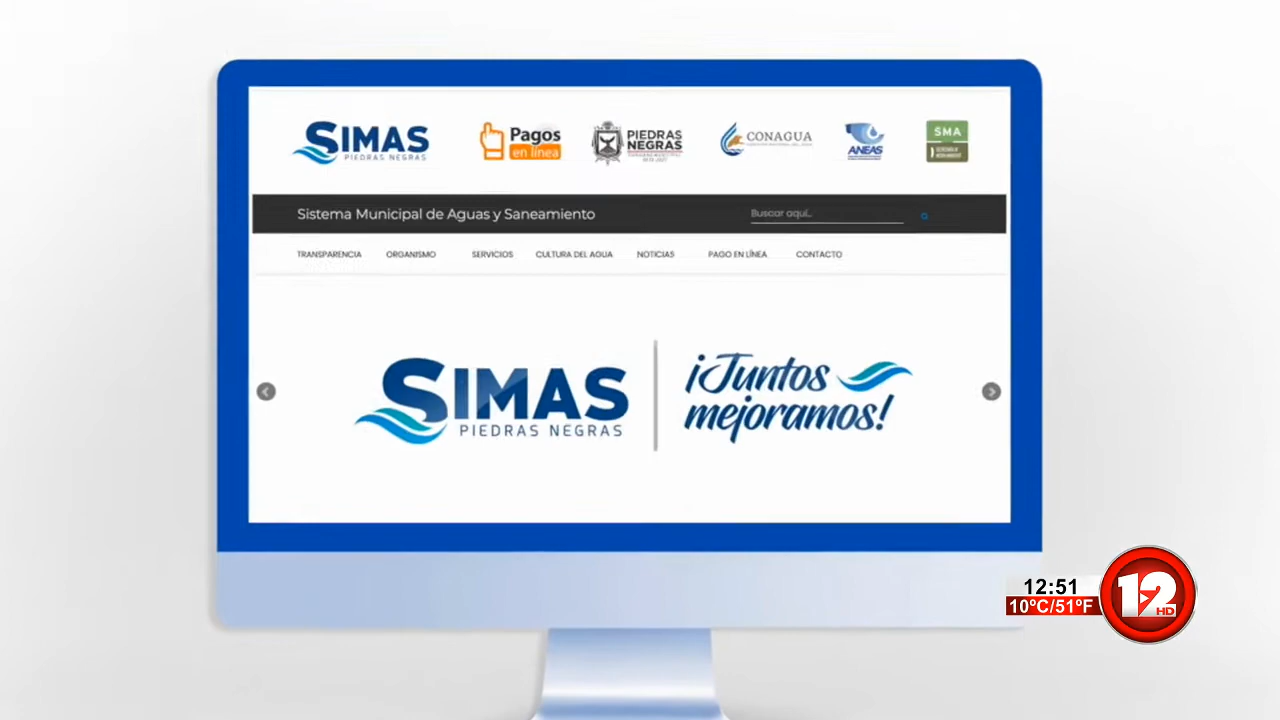 SIMAS
PIEDRAS NEGRAS
Pagos
en línea
PIEDRAS
NEGRAS
CONAGUA
ANEAS
SMA
Sistema Municipal de Aguas y Saneamiento
Buscar aquí...
TRANSPARENCIA ORGANISMO SERVICIOS CULTURA DEL AGUA NOTICIAS PAGO EN LÍNEA CONTACTO
SIMAS
PIEDRAS NEGRAS
¡Juntos
mejoramos!
12:51
10ºC/51ºF
12
HD